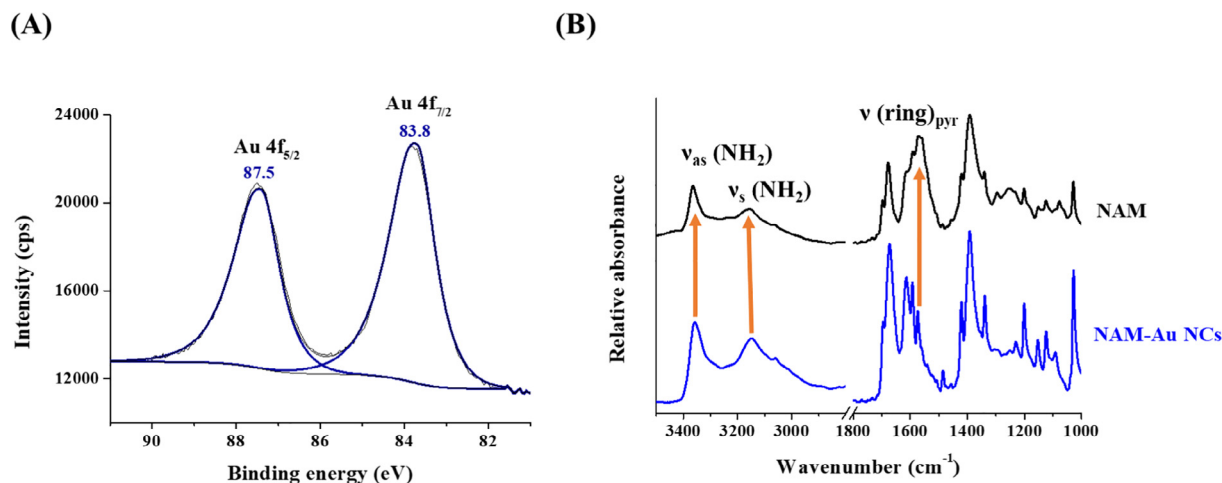 (A)
(B)
Au 4f7/2
83.8
Au 4f5/2
87.5
24000
20000
16000
12000
Intensity (cps)
90
88
86
84
82
Binding energy (eV)
ν (ring)pyr
νas (NH2)
νs (NH2)
NAM
NAM-Au NCs
Relative absorbance
3400
3200
3000
1800
1600
1400
1200
1000
Wavenumber (cm-1)